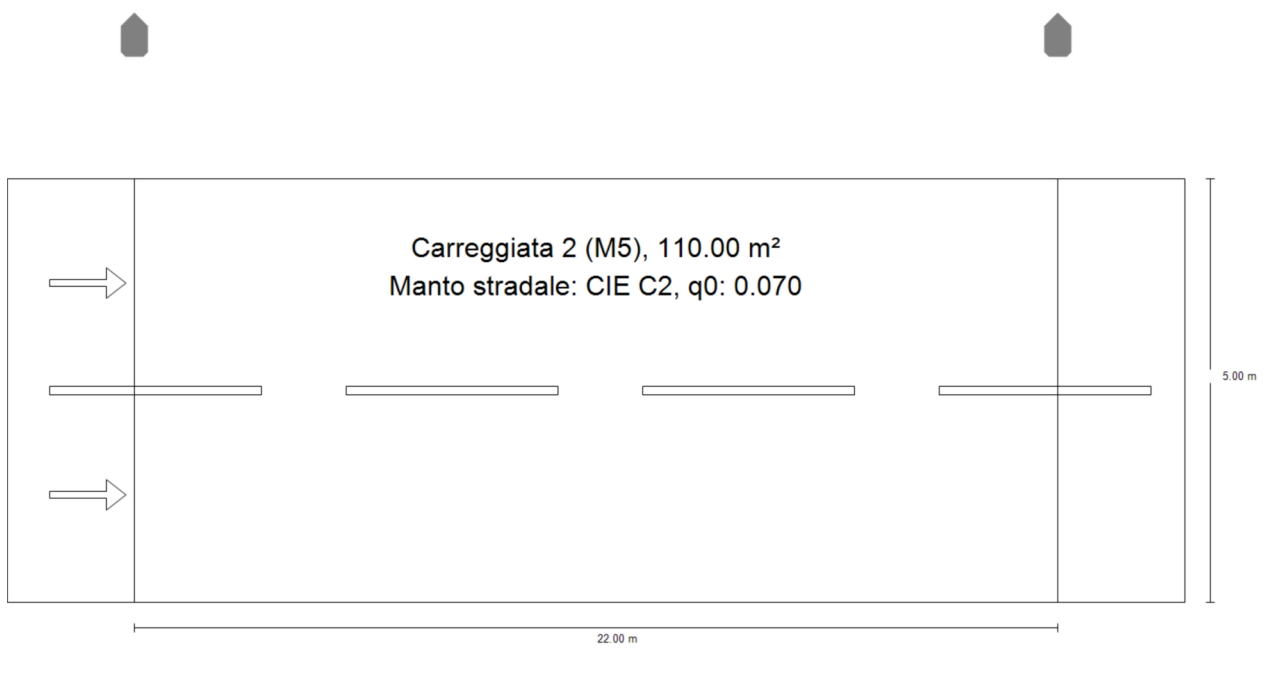 Carreggiata 2 (M5), 110.00 m²
Manto stradale: CIE C2, q0: 0.070
5.00 m
22.00 m